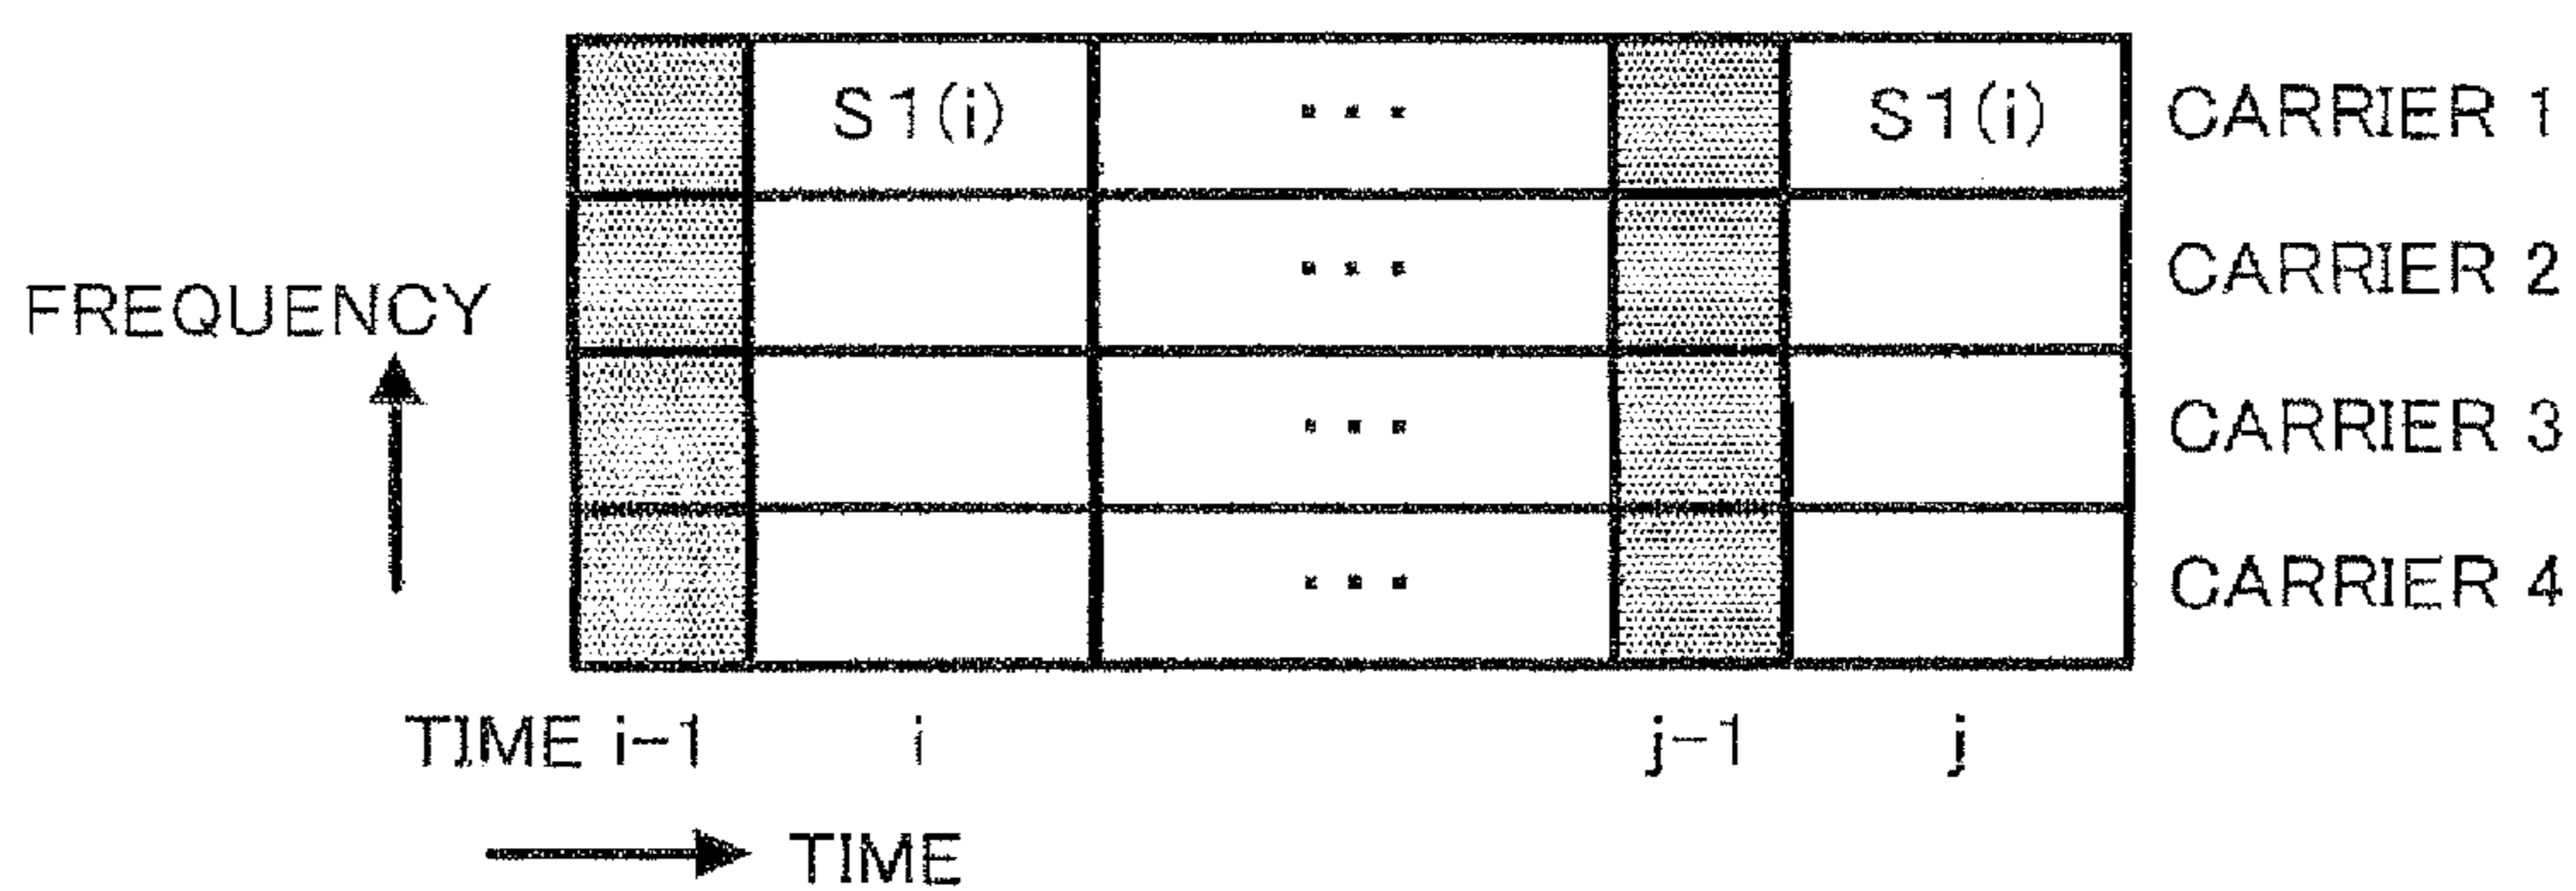 S1(i) ... S1(i) CARRIER 1
... CARRIER 2
FREQUENCY
... CARRIER 3
... CARRIER 4
TIME i-1 i j-1 j
TIME